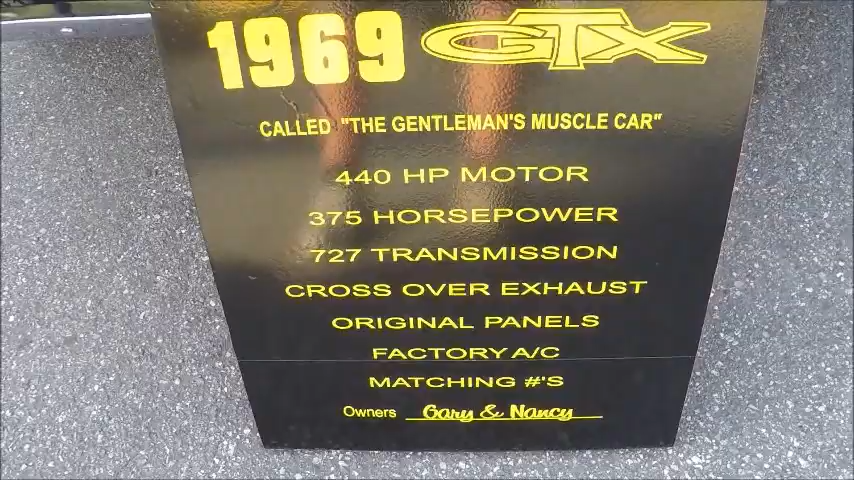 1969 GTX
CALLED "THE GENTLEMAN'S MUSCLE CAR"
440 HP MOTOR
375 HORSEPOWER
727 TRANSMISSION
CROSS OVER EXHAUST
ORIGINAL PANELS
FACTORY A/C
MATCHING #'S
Owners Gary & Nancy